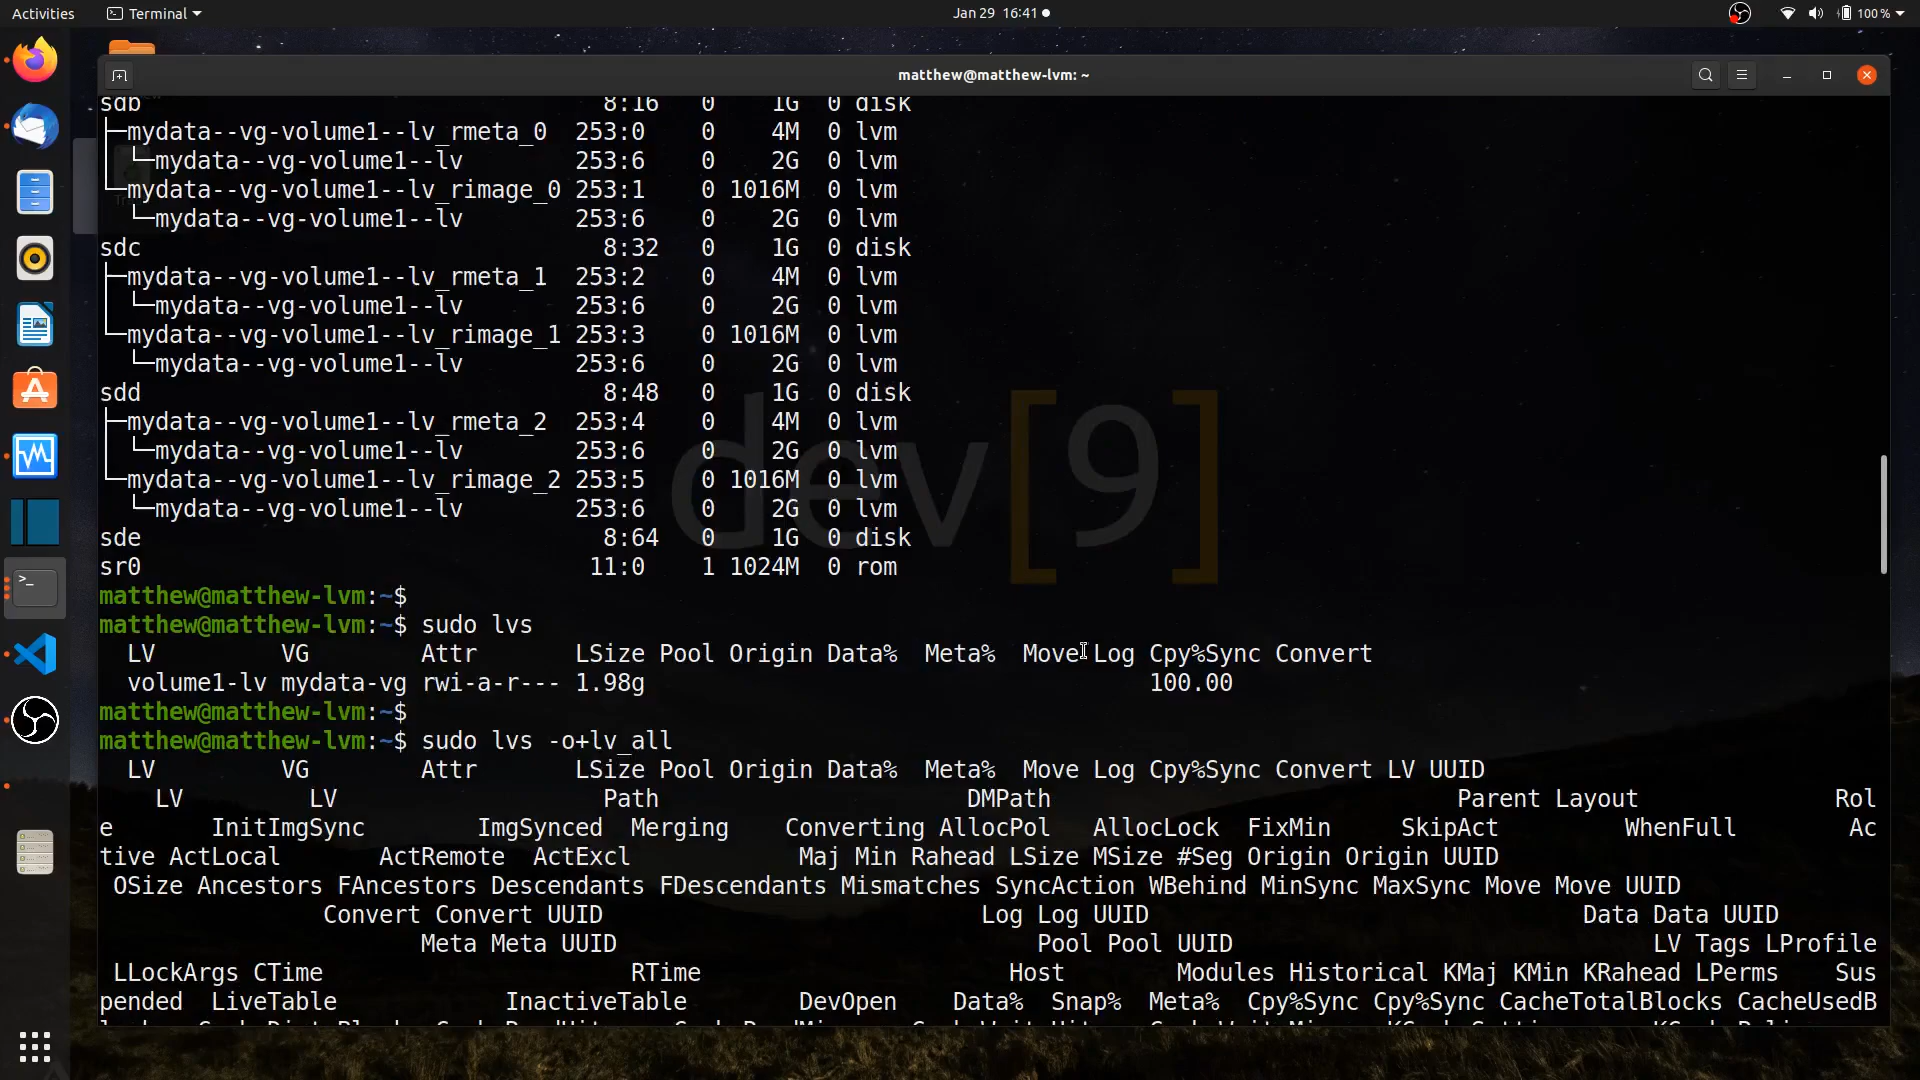 Activities Terminal Jan 29 16:41 100 %
matthew@matthew-lvm: ~
sdb 8:16 0 1G 0 disk
├─mydata--vg-volume1--lv_rmeta_0 253:0 0 4M 0 lvm
│ └─mydata--vg-volume1--lv 253:6 0 2G 0 lvm
└─mydata--vg-volume1--lv_rimage_0 253:1 0 1016M 0 lvm
  └─mydata--vg-volume1--lv 253:6 0 2G 0 lvm
sdc 8:32 0 1G 0 disk
├─mydata--vg-volume1--lv_rmeta_1 253:2 0 4M 0 lvm
│ └─mydata--vg-volume1--lv 253:6 0 2G 0 lvm
└─mydata--vg-volume1--lv_rimage_1 253:3 0 1016M 0 lvm
  └─mydata--vg-volume1--lv 253:6 0 2G 0 lvm
sdd 8:48 0 1G 0 disk
├─mydata--vg-volume1--lv_rmeta_2 253:4 0 4M 0 lvm
│ └─mydata--vg-volume1--lv 253:6 0 2G 0 lvm
└─mydata--vg-volume1--lv_rimage_2 253:5 0 1016M 0 lvm
  └─mydata--vg-volume1--lv 253:6 0 2G 0 lvm
sde 8:64 0 1G 0 disk
sr0 11:0 1 1024M 0 rom
dev[9]
matthew@matthew-lvm:~$
matthew@matthew-lvm:~$ sudo lvs
LV VG Attr LSize Pool Origin Data% Meta% Move Log Cpy%Sync Convert
volume1-lv mydata-vg rwi-a-r--- 1.98g 100.00
matthew@matthew-lvm:~$
matthew@matthew-lvm:~$ sudo lvs -o+lv_all
LV VG Attr LSize Pool Origin Data% Meta% Move Log Cpy%Sync Convert LV UUID
LV LV Path DMPath Parent Layout Rol
e InitImgSync ImgSynced Merging Converting AllocPol AllocLock FixMin SkipAct WhenFull Ac
tive ActLocal ActRemote ActExcl Maj Min Rahead LSize MSize #Seg Origin Origin UUID
OSize Ancestors FAncestors Descendants FDescendants Mismatches SyncAction WBehind MinSync MaxSync Move Move UUID
Convert Convert UUID Log Log UUID Data Data UUID
Meta Meta UUID Pool Pool UUID LV Tags LProfile
LLockArgs CTime RTime Host Modules Historical KMaj KMin KRahead LPerms Sus
pended LiveTable InactiveTable DevOpen Data% Snap% Meta% Cpy%Sync Cpy%Sync CacheTotalBlocks CacheUsedB